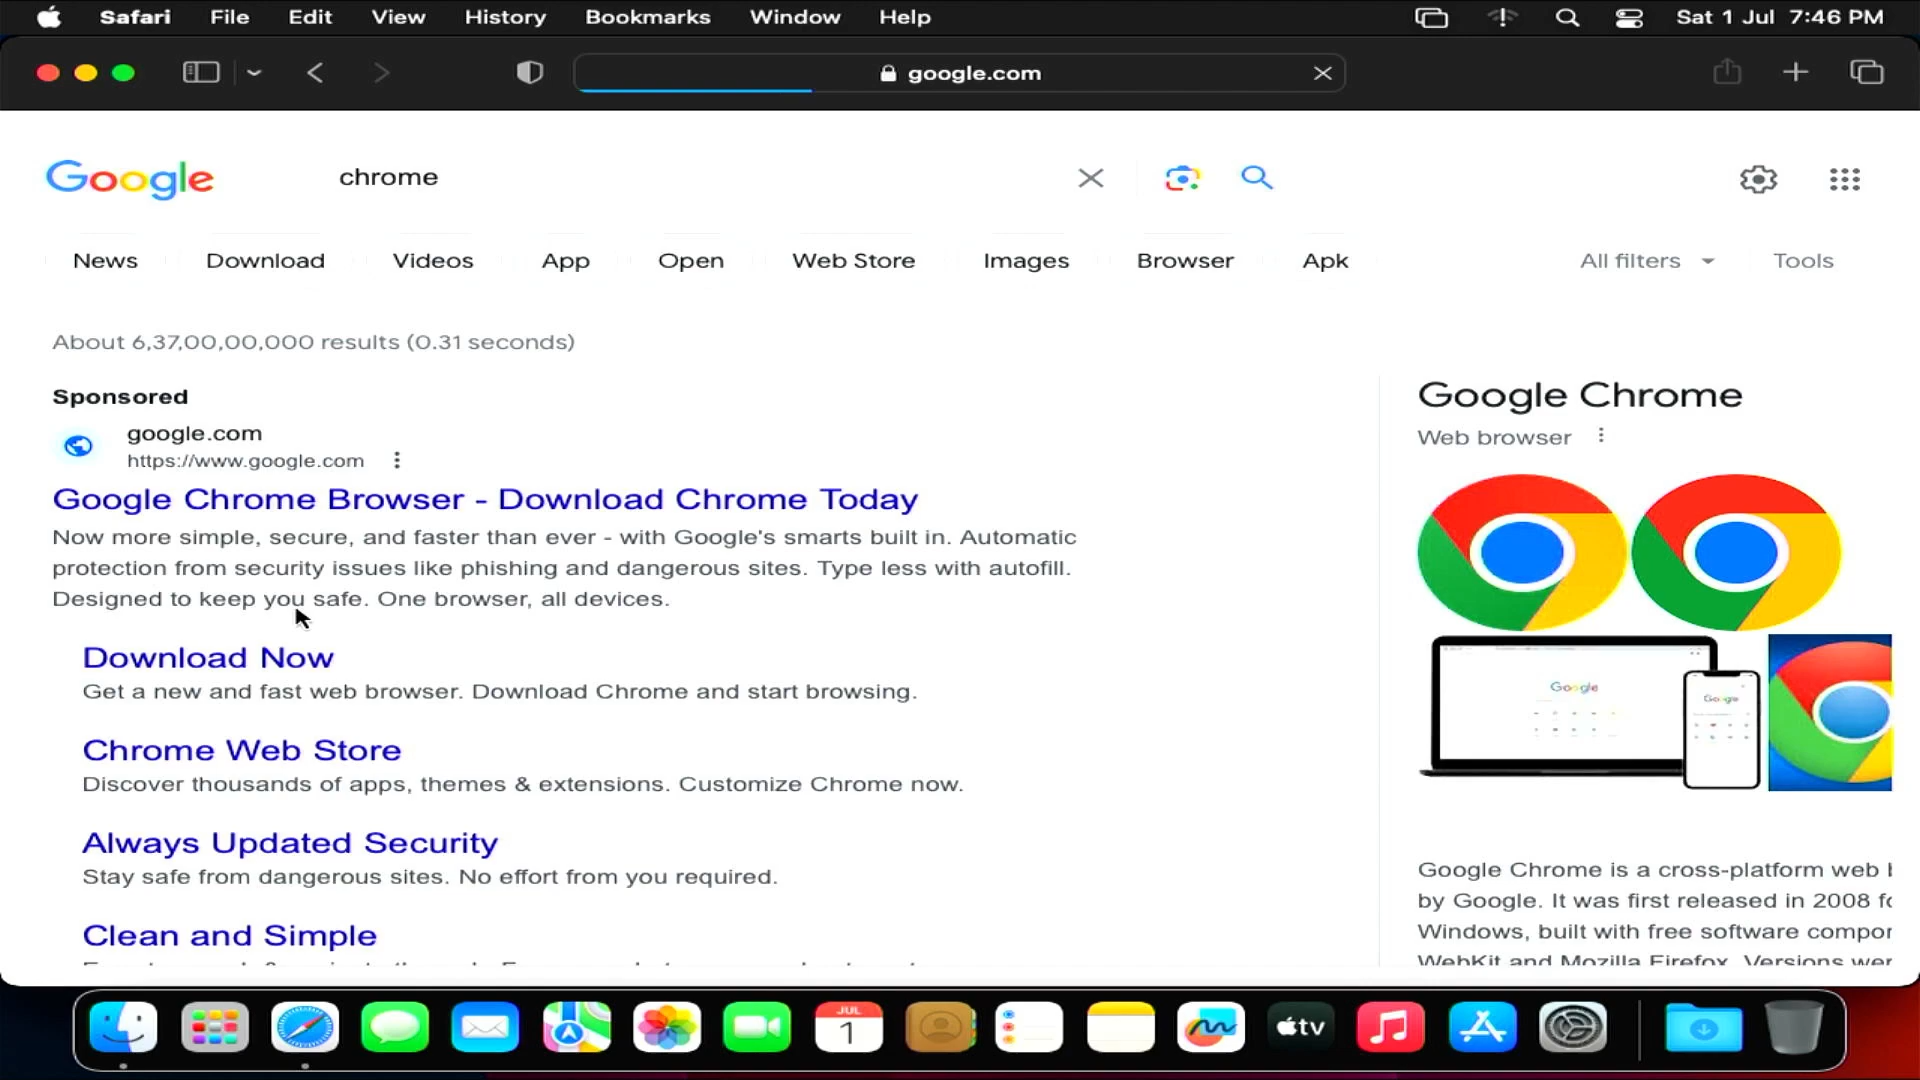 Safari File Edit View History Bookmarks Window Help Sat 1 Jul 7:46 PM
google.com
Google chrome
News Download Videos App Open Web Store Images Browser Apk All filters Tools
About 6,37,00,00,000 results (0.31 seconds)
Sponsored
google.com
https://www.google.com
Google Chrome Browser - Download Chrome Today
Now more simple, secure, and faster than ever - with Google's smarts built in. Automatic
protection from security issues like phishing and dangerous sites. Type less with autofill.
Designed to keep you safe. One browser, all devices.
Download Now
Get a new and fast web browser. Download Chrome and start browsing.
Chrome Web Store
Discover thousands of apps, themes & extensions. Customize Chrome now.
Always Updated Security
Stay safe from dangerous sites. No effort from you required.
Clean and Simple
Google Chrome
Web browser
Google
Google
Google Chrome is a cross-platform web
by Google. It was first released in 2008
Windows, built with free software
WebKit and Mozilla Firefox. Versions
JUL
1
tv